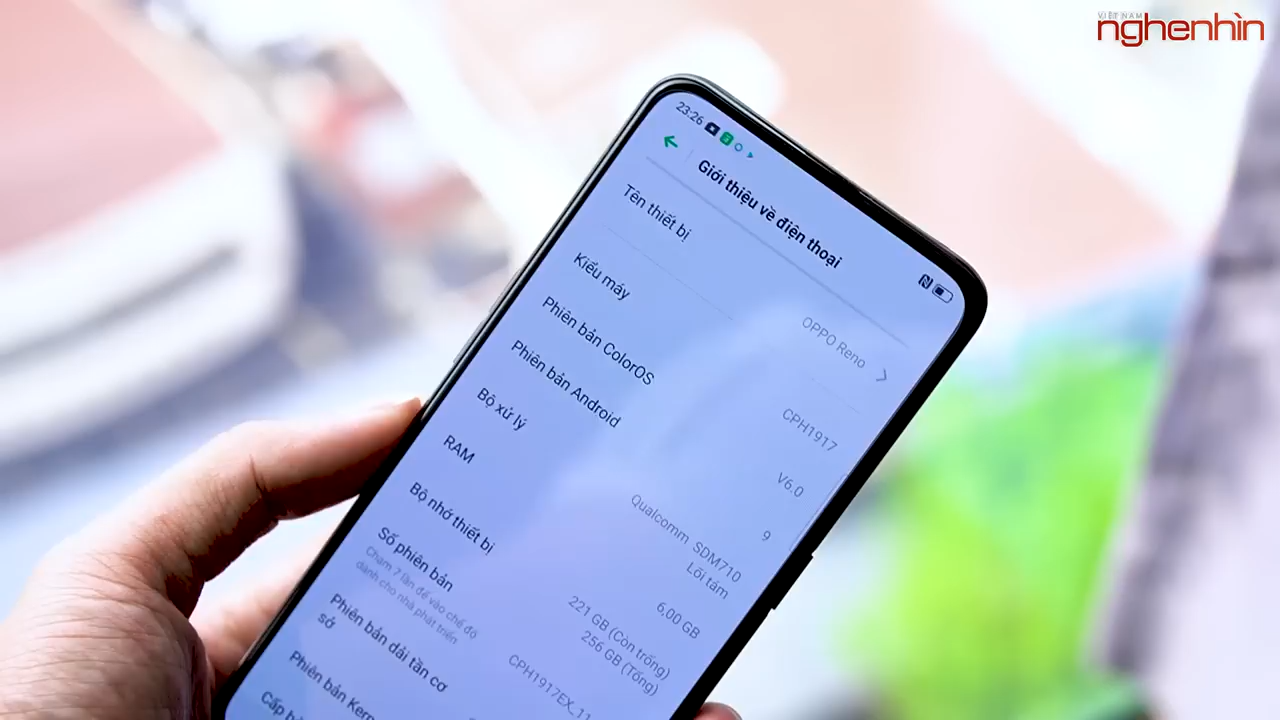 VIỆT NAM
nghenhìn
23:26
Giới thiệu về điện thoại
Tên thiết bị
OPPO Reno
Kiểu máy
CPH1917
Phiên bản ColorOS
V6.0
Phiên bản Android
9
Bộ xử lý
Qualcomm SDM710
Lõi tám
RAM
6,00 GB
Bộ nhớ thiết bị
221 GB (Còn trống)
256 GB (Tổng)
Số phiên bản
Chạm 7 lần để vào chế độ
dành cho nhà phát triển
CPH1917EX_11
Phiên bản dải tần cơ
sở
Phiên bản Kern
Cấp b